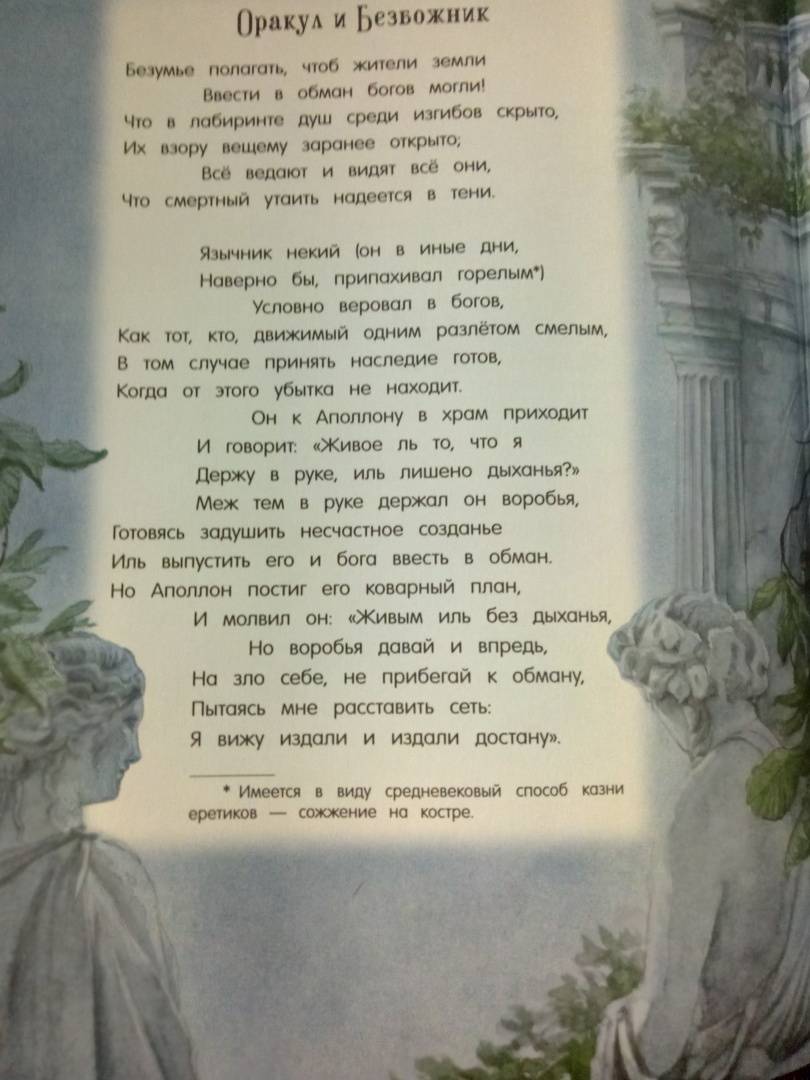 Оракул и Безбожник
Безумье полагать, чтоб жители земли
Ввести в обман богов могли!
Что в лабиринте душ среди изгибов скрыто,
Их взору вещему заранее открыто;
Всё ведают и видят всё они,
Что смертный утаить надеется в тени.
Язычник некий (он в иные дни,
Наверно бы, припахивал горелым*)
Условно веровал в богов,
Как тот, кто, движимый одним разлётом смелым,
В том случае принять наследие готов,
Когда от этого убытка не находит.
Он к Аполлону в храм приходит
И говорит: «Живое ль то, что я
Держу в руке, иль лишено дыханья?»
Меж тем в руке держал он воробья,
Готовясь задушить несчастное созданье
Иль выпустить его и бога ввесть в обман.
Но Аполлон постиг его коварный план,
И молвил он: «Живым иль без дыханья,
Но воробья давай и впредь,
На зло себе, не прибегай к обману,
Пытаясь мне расставить сеть:
Я вижу издали и издали достану».
* Имеется в виду средневековый способ казни
еретиков — сожжение на костре.